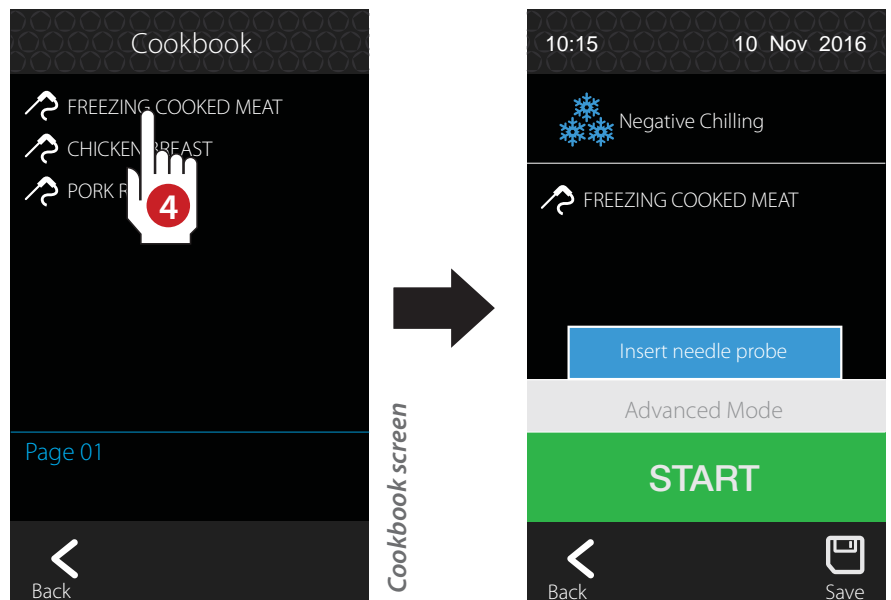 Cookbook
FREEZING COOKED MEAT
CHICKEN BREAST
PORK R
4
Page 01
Back
Cookbook screen
10:15 10 Nov 2016
Negative Chilling
FREEZING COOKED MEAT
Insert needle probe
Advanced Mode
START
Back Save